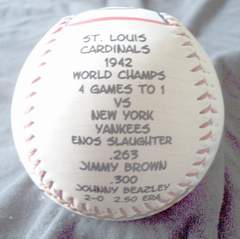 ST. LOUIS
CARDINALS
1942
WORLD CHAMPS
4 GAMES TO 1
VS
NEW YORK
YANKEES
ENOS SLAUGHTER
.263
JIMMY BROWN
.300
JOHNNY BEAZLEY
2-0 2.50 ERA